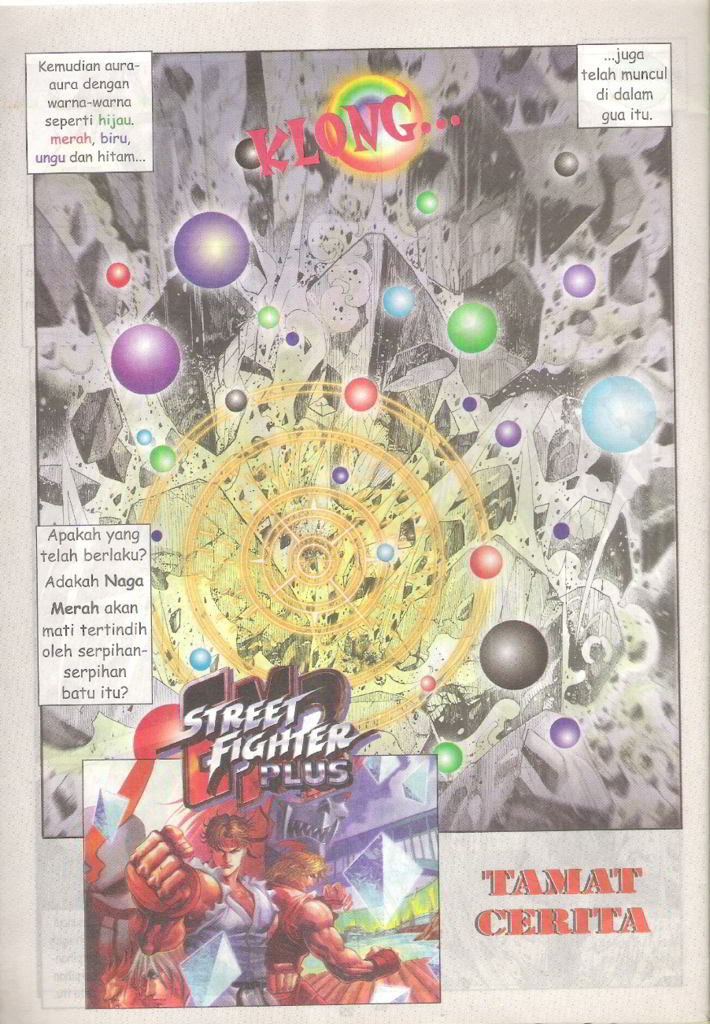 Kemudian aura-
aura dengan
warna-warna
seperti hijau.
merah, biru,
ungu dan hitam...
...juga
telah muncul
di dalam
gua itu.
KLONG...
Apakah yang
telah berlaku?
Adakah Naga
Merah akan
mati tertindih
oleh serpihan-
serpihan
batu itu?
STREET
FIGHTER
PLUS
TAMAT
CERITA